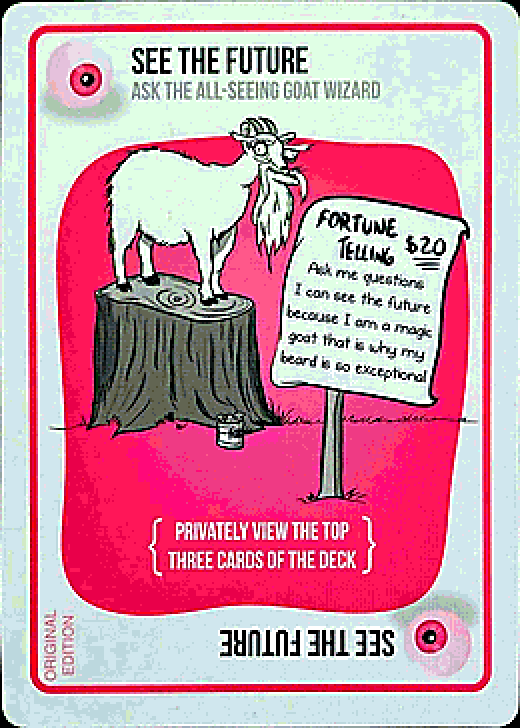 SEE THE FUTURE
ASK THE ALL-SEEING GOAT WIZARD
FORTUNE
TELLING $20
Ask me questions
I can see the future
because I am a magic
goat that is why my
beard is so exceptional
PRIVATELY VIEW THE TOP
THREE CARDS OF THE DECK
ORIGINAL
EDITION
SEE THE FUTURE